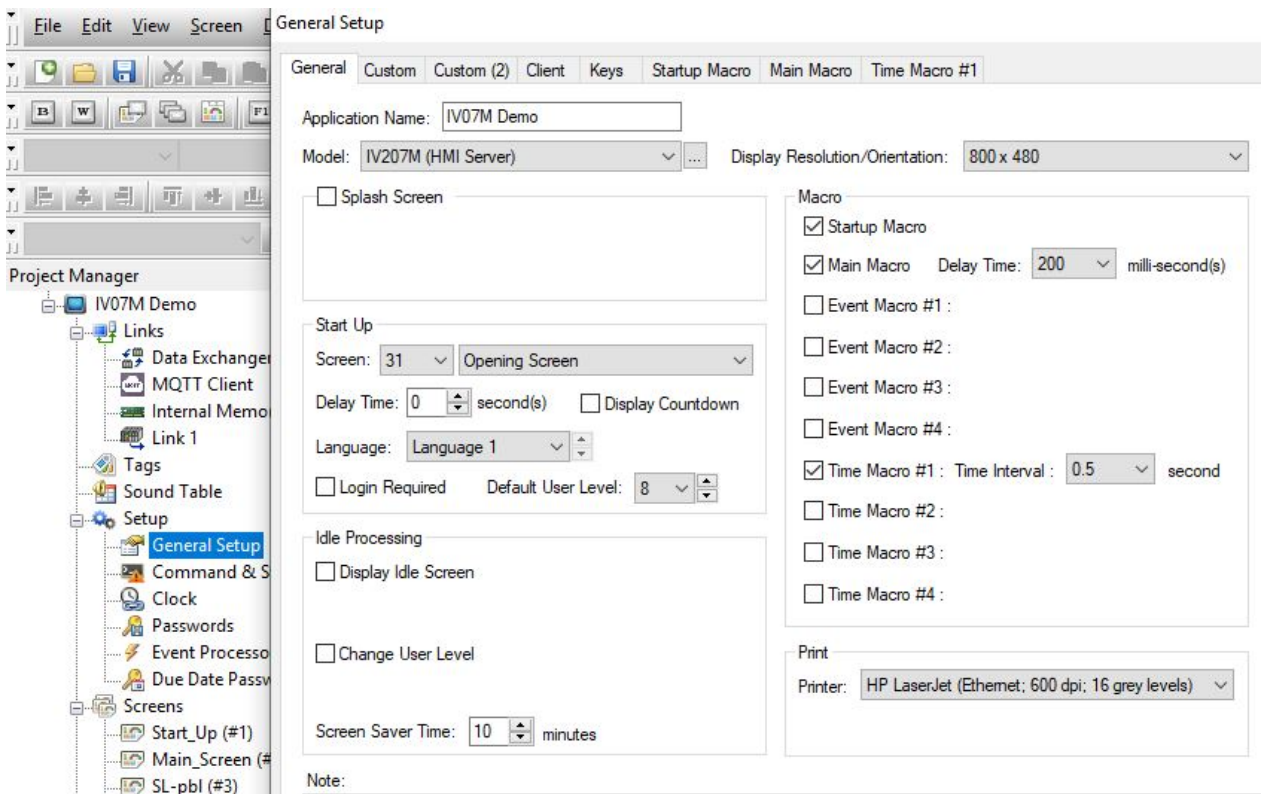 File Edit View Screen
General Setup
General Custom Custom (2) Client Keys Startup Macro Main Macro Time Macro #1
B W F1
Application Name: IV07M Demo
Model: IV207M (HMI Server) ... Display Resolution/Orientation: 800 x 480
Splash Screen
Macro
Startup Macro
Main Macro Delay Time: 200 milli-second(s)
Event Macro #1 :
Event Macro #2 :
Event Macro #3 :
Event Macro #4 :
Time Macro #1 : Time Interval : 0.5 second
Time Macro #2 :
Time Macro #3 :
Time Macro #4 :
Start Up
Screen: 31 Opening Screen
Delay Time: 0 second(s) Display Countdown
Language: Language 1
Login Required Default User Level: 8
Idle Processing
Display Idle Screen
Change User Level
Screen Saver Time: 10 minutes
Print
Printer: HP LaserJet (Ethernet; 600 dpi; 16 grey levels)
Note:
Project Manager
IV07M Demo
Links
Data Exchanger
MQTT Client
Internal Memo
Link 1
Tags
Sound Table
Setup
General Setup
Command & S
Clock
Passwords
Event Processo
Due Date Passw
Screens
Start_Up (#1)
Main_Screen (#
SL-pbl (#3)